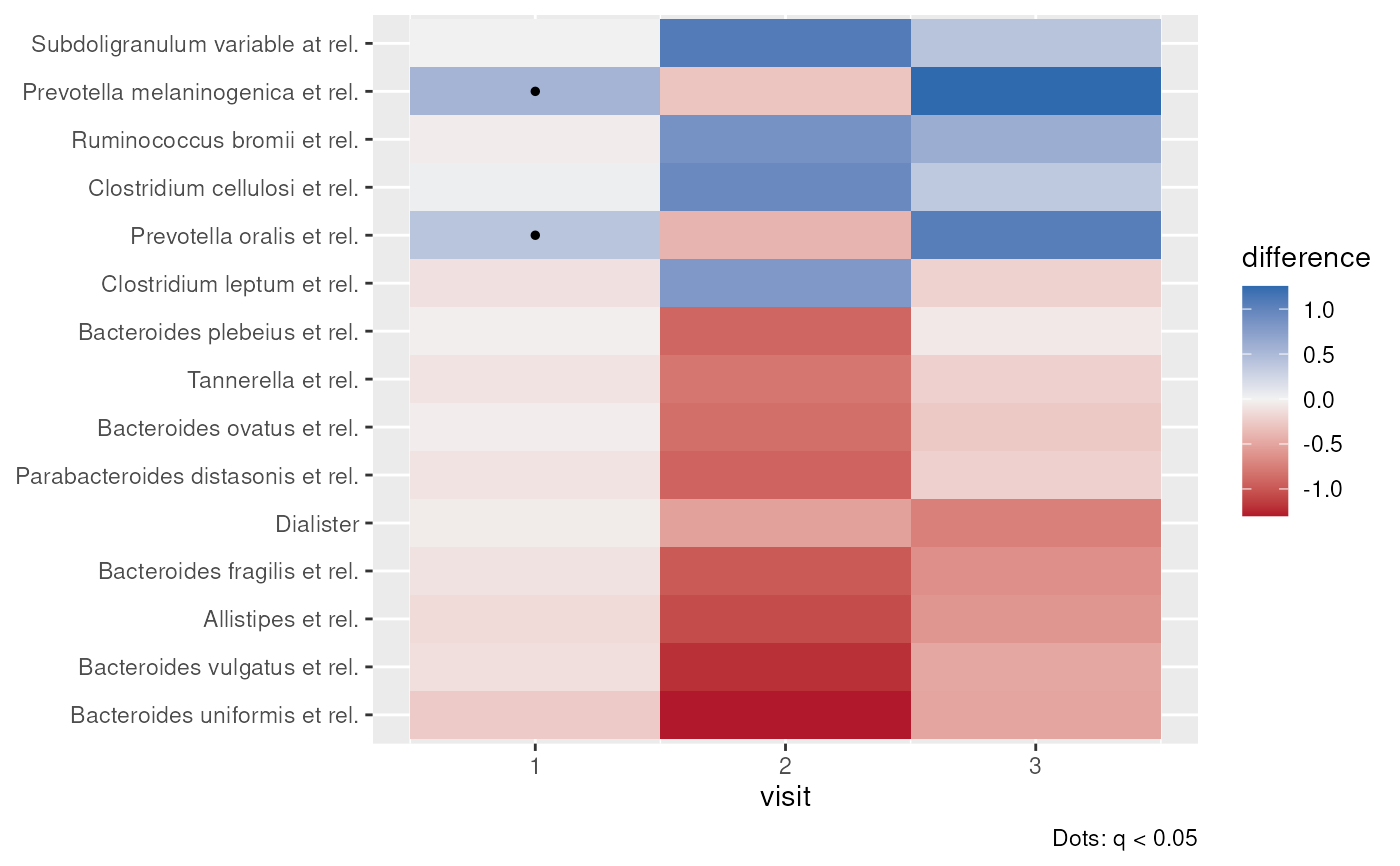 Subdoligranulum variable at rel.
Prevotella melaninogenica et rel.
Ruminococcus bromii et rel.
Clostridium cellulosi et rel.
Prevotella oralis et rel.
Clostridium leptum et rel.
Bacteroides plebeius et rel.
Tannerella et rel.
Bacteroides ovatus et rel.
Parabacteroides distasonis et rel.
Dialister
Bacteroides fragilis et rel.
Allistipes et rel.
Bacteroides vulgatus et rel.
Bacteroides uniformis et rel.
1 2 3
visit
Dots: q < 0.05
difference
1.0
0.5
0.0
-0.5
-1.0